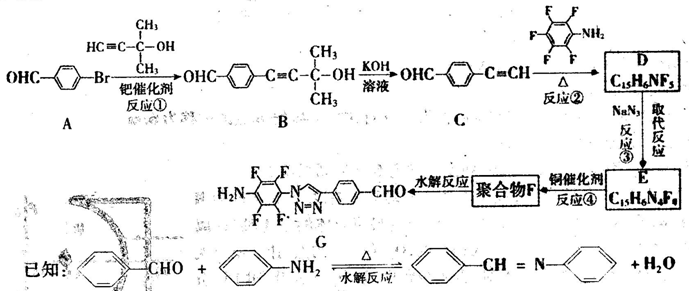 CH₃
HC≡C-C-OH
CH₃
OHC Br
钯催化剂
反应①
A
CH₃
OHC C≡C-C-OH
CH₃
B
KOH
溶液
OHC C≡CH
C
F F
F NH₂
F F
△
反应②
D
C₁₅H₆NF₅
NaN₃ 取代反应
反应③
E
C₁₅H₆N₄F₄
铜催化剂
反应④
聚合物F
水解反应
F F
H₂N N CHO
F F N=N
G
已知: CHO + NH₂ △ 水解反应 CH = N +H₂O